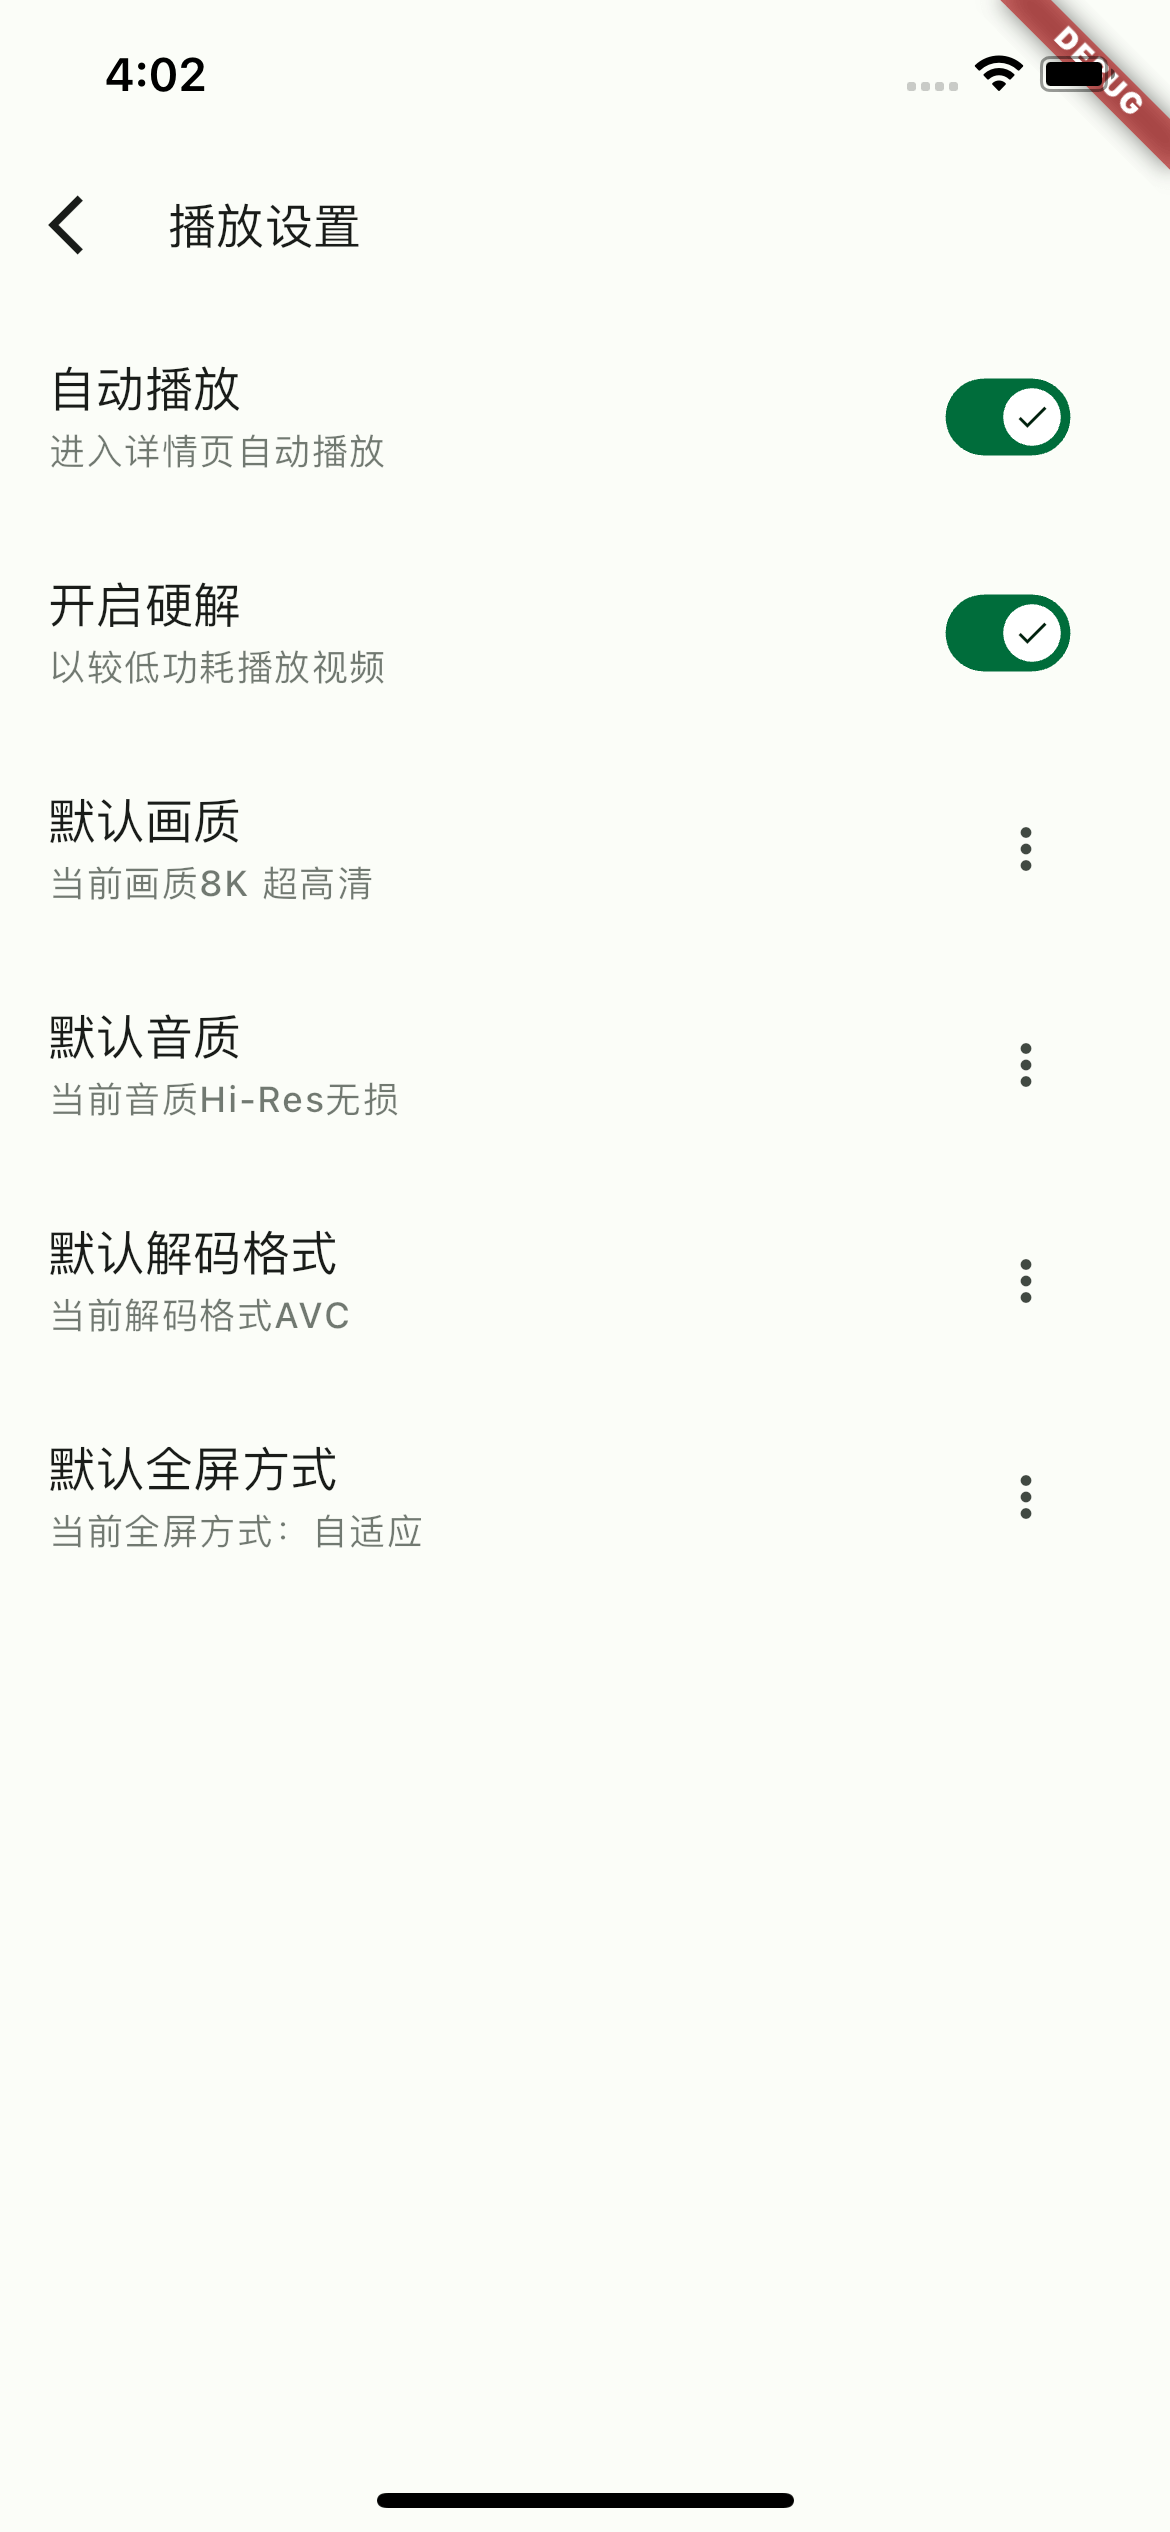 4:02
DEBUG
播放设置
自动播放
进入详情页自动播放
开启硬解
以较低功耗播放视频
默认画质
当前画质8K 超高清
默认音质
当前音质Hi-Res无损
默认解码格式
当前解码格式AVC
默认全屏方式
当前全屏方式：自适应